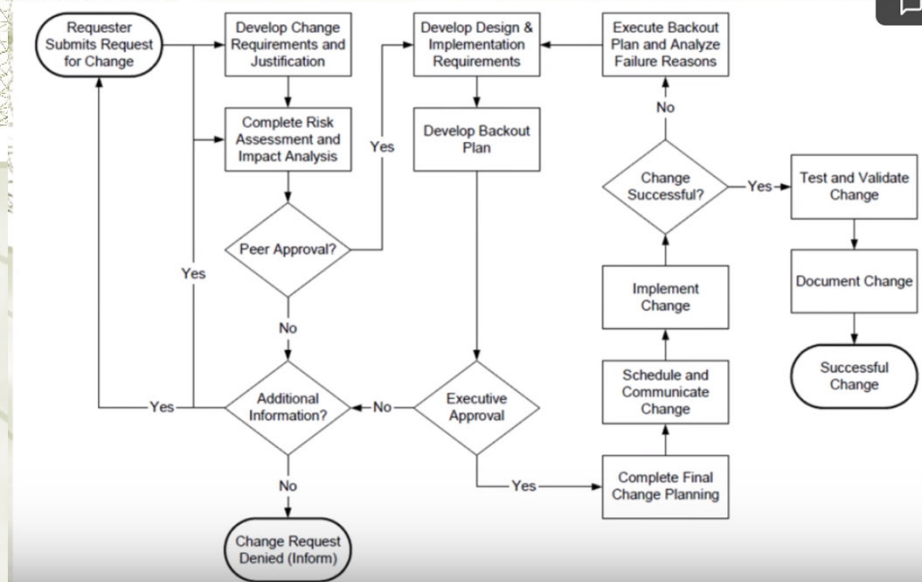 Requester
Submits Request
for Change
Develop Change
Requirements and
Justification
Develop Design &
Implementation
Requirements
Execute Backout
Plan and Analyze
Failure Reasons
Complete Risk
Assessment and
Impact Analysis
Yes
Develop Backout
Plan
No
Change
Successful?
Yes
Test and Validate
Change
Peer Approval?
Yes
Implement
Change
Document Change
No
Schedule and
Communicate
Change
Successful
Change
Yes
Additional
Information?
No
Executive
Approval
No
Yes
Complete Final
Change Planning
Change Request
Denied (Inform)